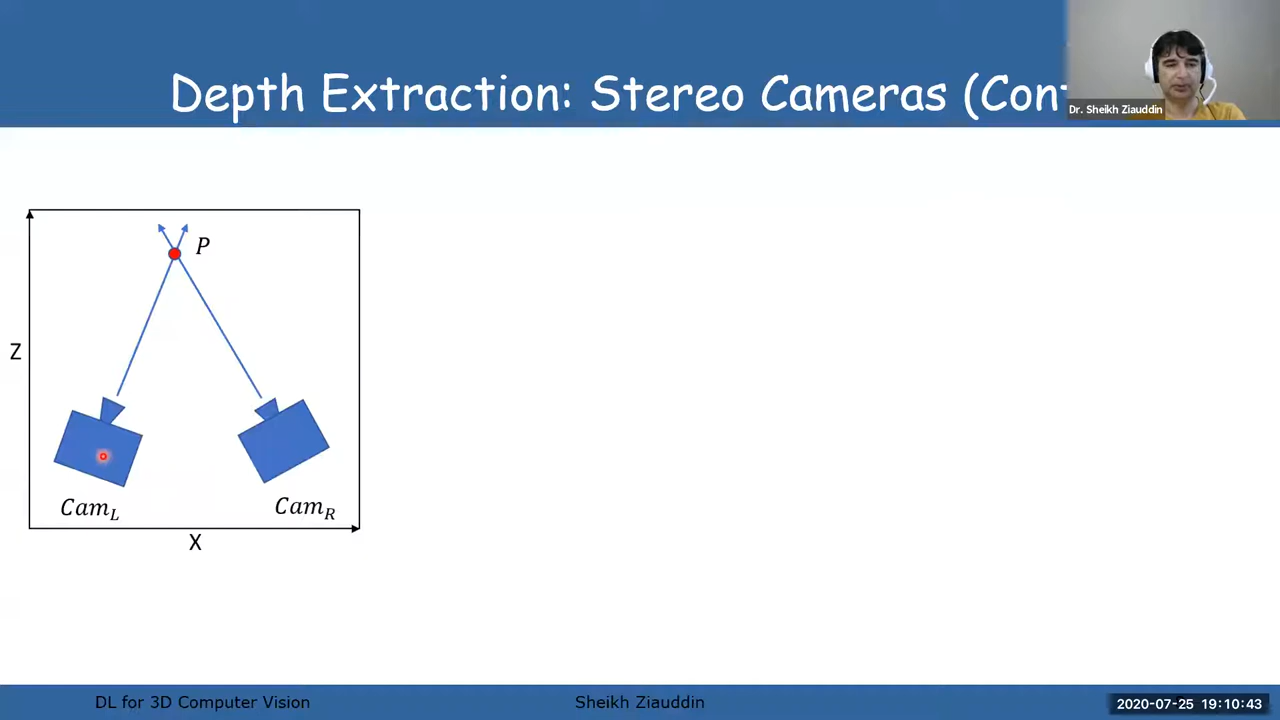 Depth Extraction: Stereo Cameras (Cont
Dr. Sheikh Ziauddin
P
Z
Cam_L
Cam_R
X
DL for 3D Computer Vision
Sheikh Ziauddin
2020-07-25 19:10:43